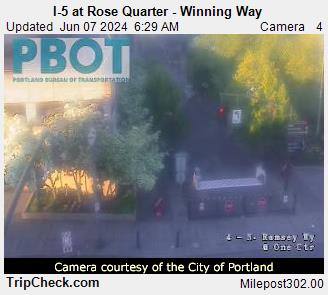 I-5 at Rose Quarter - Winning Way
Updated Jun 07 2024 6:29 AM Camera 4
PBOT
PORTLAND BUREAU OF TRANSPORTATION
4 - N. Ramsey Wy
@ One Ctr
Camera courtesy of the City of Portland
TripCheck.com Milepost302.00